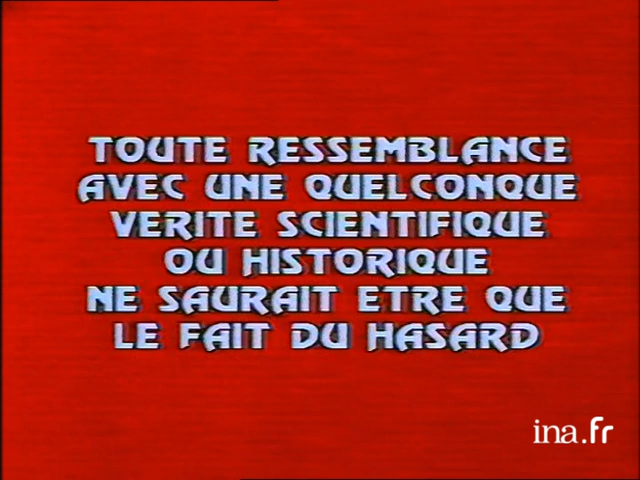 TOUTE RESSEMBLANCE
AVEC UNE QUELCONQUE
VERITE SCIENTIFIQUE
OU HISTORIQUE
NE SAURAIT ETRE QUE
LE FAIT DU HASARD
ina.fr